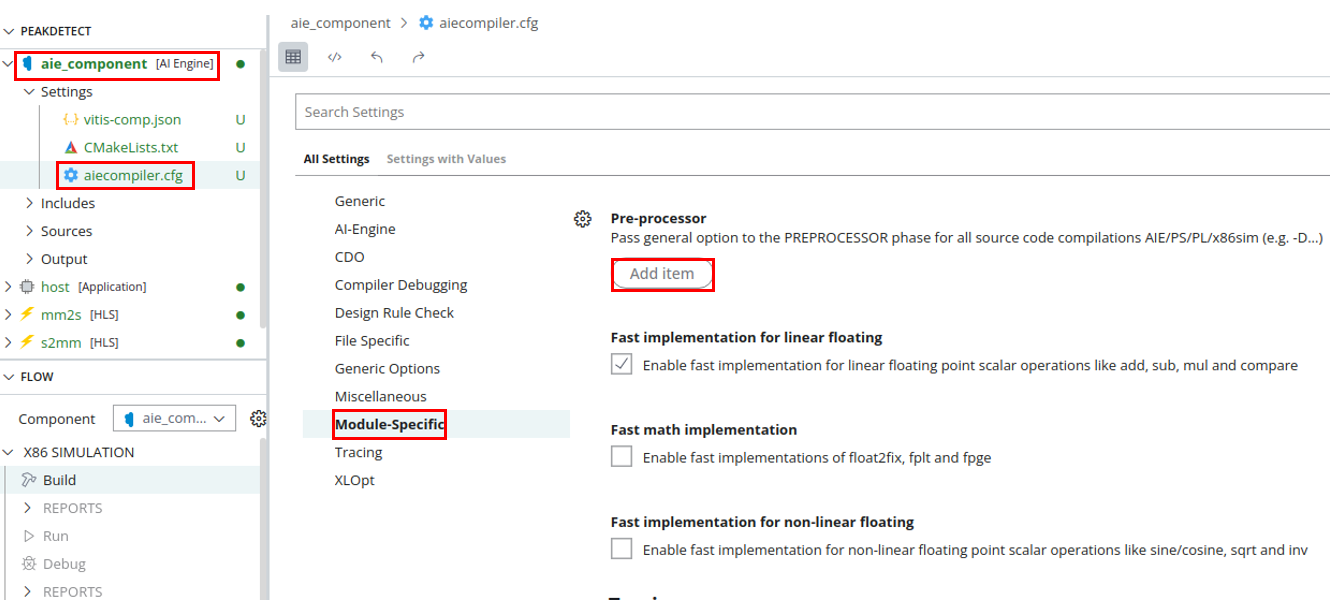 PEAKDETECT
aie_component [AI Engine]
Settings
vitis-comp.json U
CMakeLists.txt U
aiecompiler.cfg U
Includes
Sources
Output
host [Application]
mm2s [HLS]
s2mm [HLS]
FLOW
Component aie_com...
X86 SIMULATION
Build
REPORTS
Run
Debug
REPORTS
aie_component > aiecompiler.cfg
Search Settings
All Settings Settings with Values
Generic
AI-Engine
CDO
Compiler Debugging
Design Rule Check
File Specific
Generic Options
Miscellaneous
Module-Specific
Tracing
XLOpt
Pre-processor
Pass general option to the PREPROCESSOR phase for all source code compilations AIE/PS/PL/x86sim (e.g. -D...)
Add item
Fast implementation for linear floating
Enable fast implementation for linear floating point scalar operations like add, sub, mul and compare
Fast math implementation
Enable fast implementations of float2fix, fplt and fpge
Fast implementation for non-linear floating
Enable fast implementation for non-linear floating point scalar operations like sine/cosine, sqrt and inv